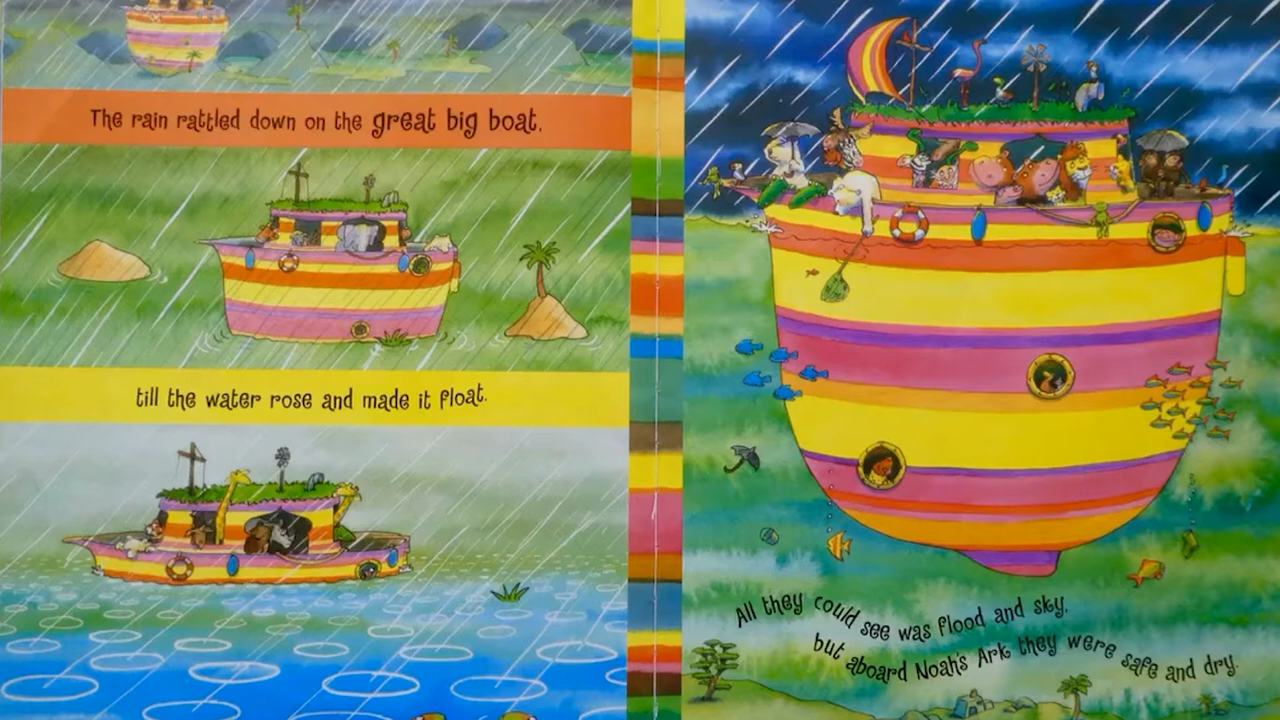 The rain rattled down on the great big boat,
till the water rose and made it float.
All they could see was flood and sky,
but aboard Noah's Ark they were safe and dry.